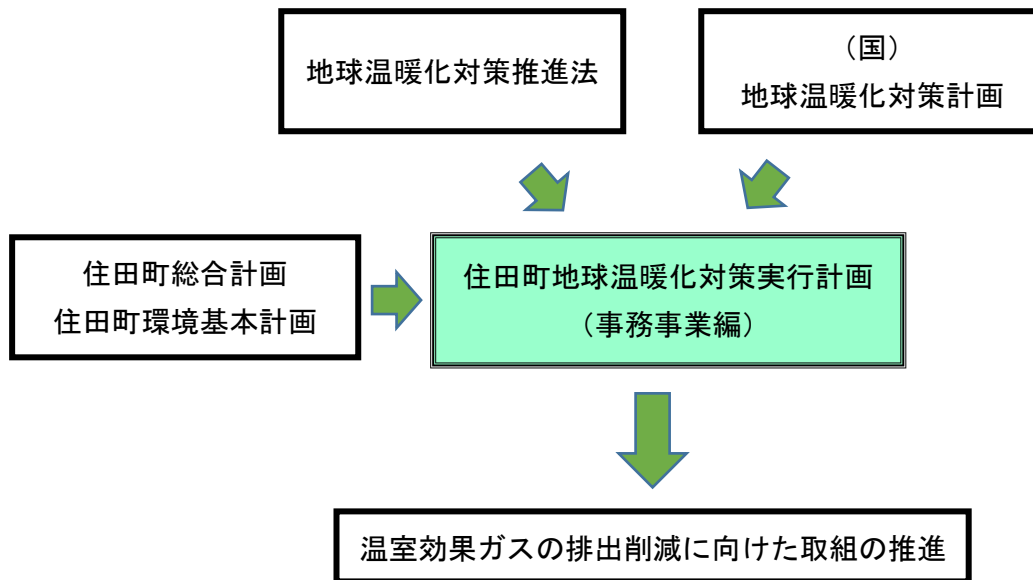 地球温暖化対策推進法
（国）
地球温暖化対策計画
住田町総合計画
住田町環境基本計画
住田町地球温暖化対策実行計画
（事務事業編）
温室効果ガスの排出削減に向けた取組の推進